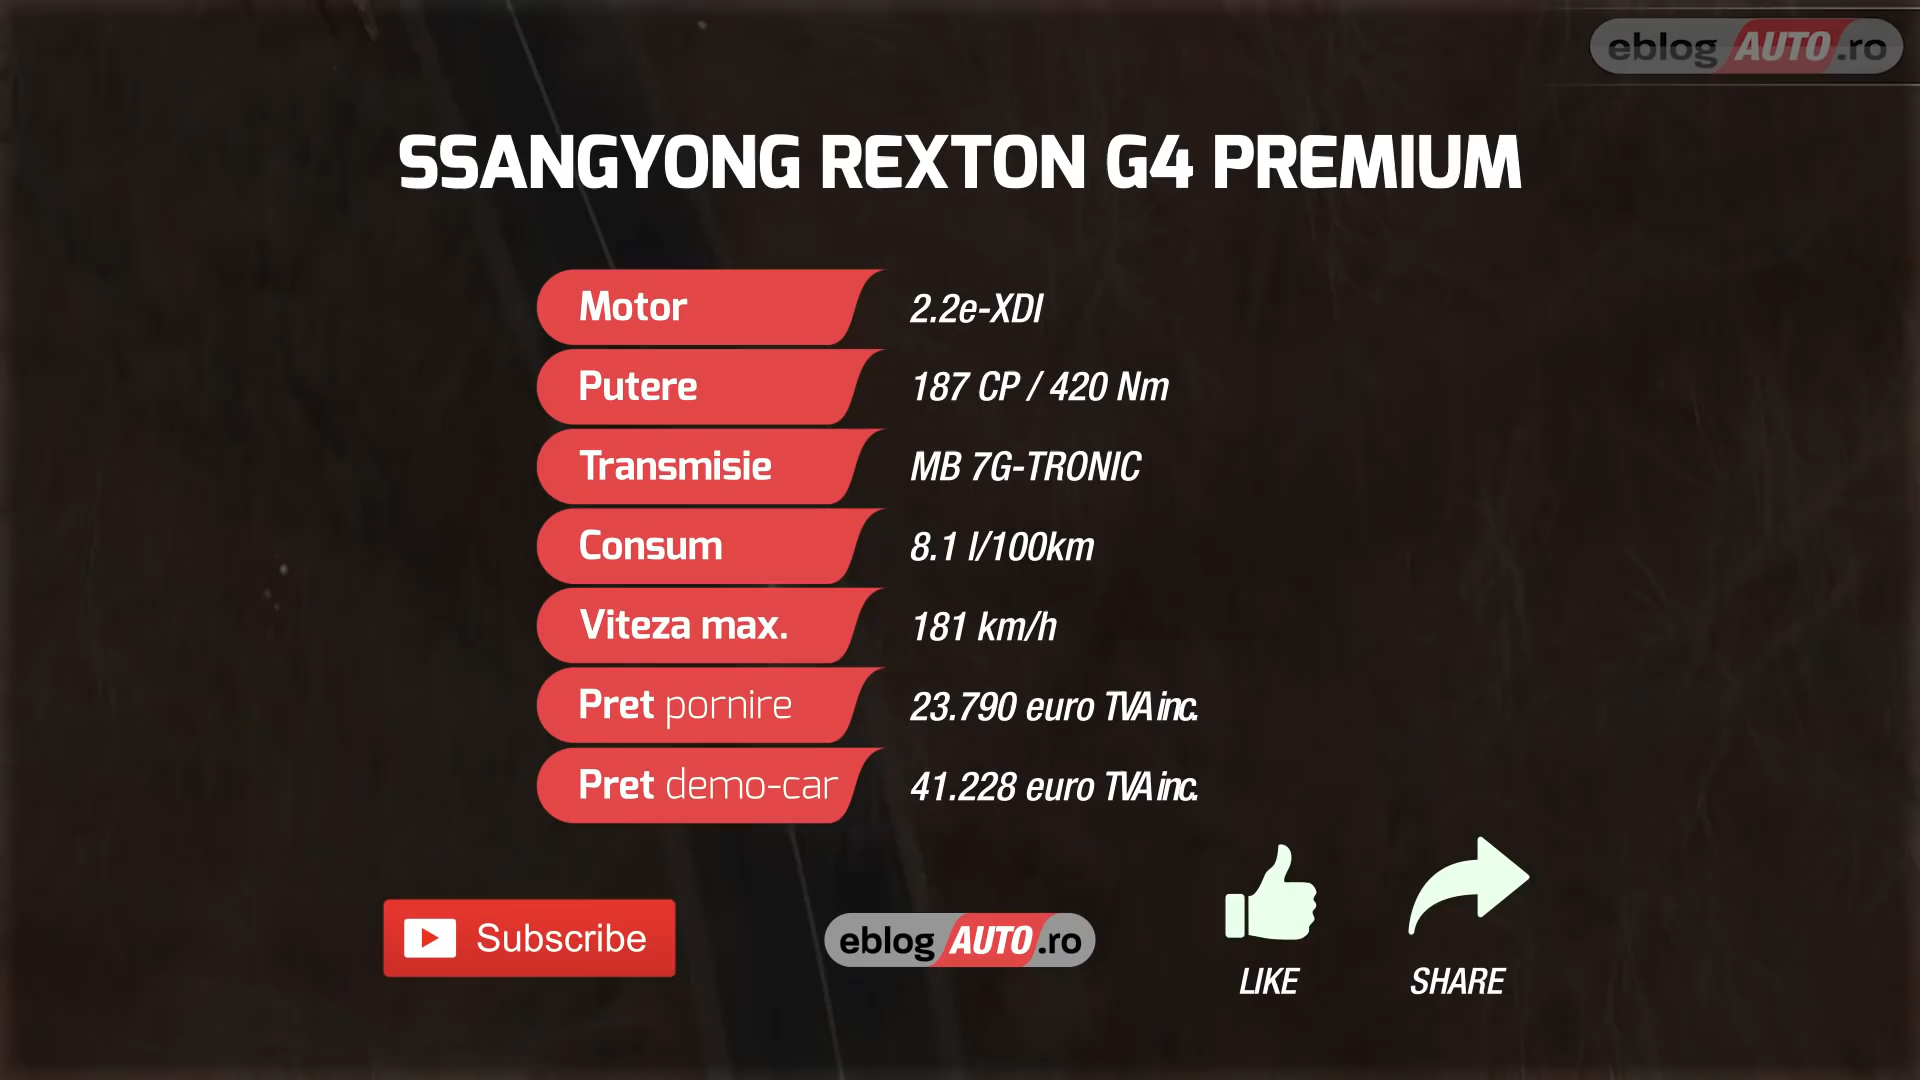 eblog AUTO.ro
SSANGYONG REXTON G4 PREMIUM
Motor 2.2e-XDI
Putere 187 CP / 420 Nm
Transmisie MB 7G-TRONIC
Consum 8.1 l/100km
Viteza max. 181 km/h
Pret pornire 23.790 euro TVA inc.
Pret demo-car 41.228 euro TVA inc.
Subscribe
eblog AUTO.ro
LIKE
SHARE